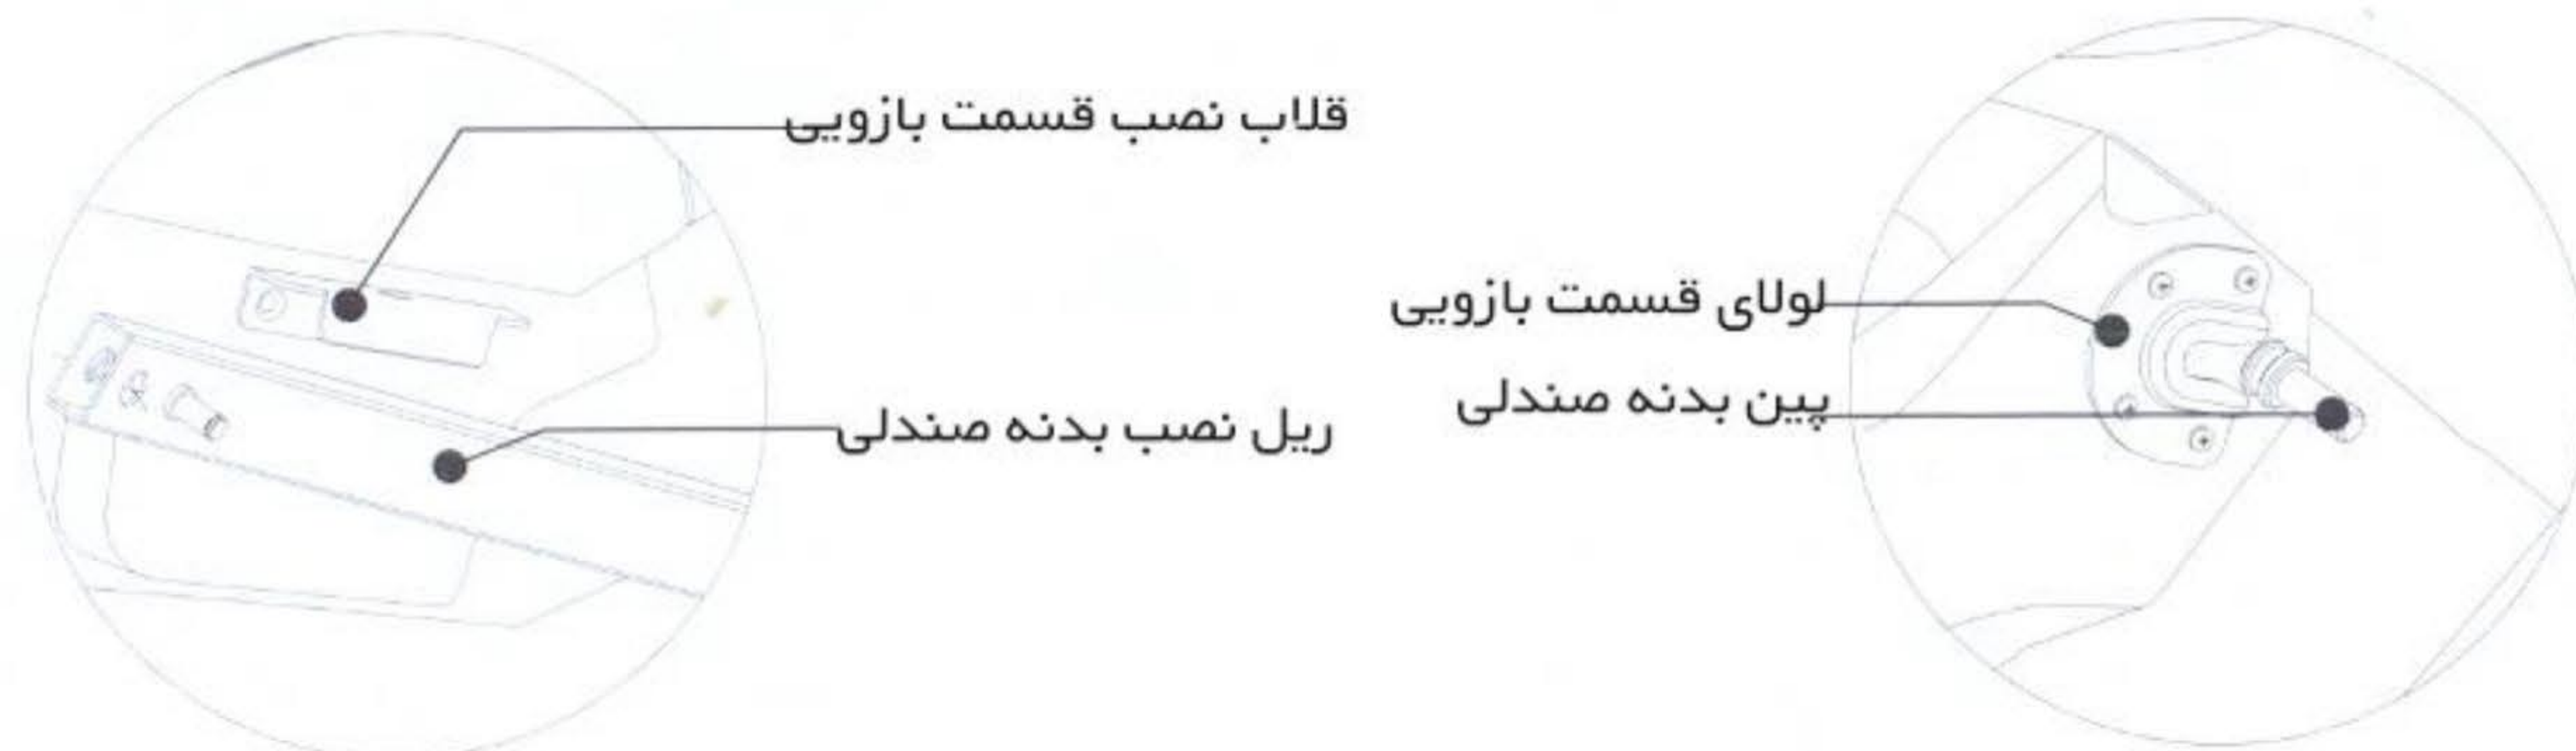 قلاب نصب قسمت بازویی
لولای قسمت بازویی
پین بدنه صندلی
ریل نصب بدنه صندلی